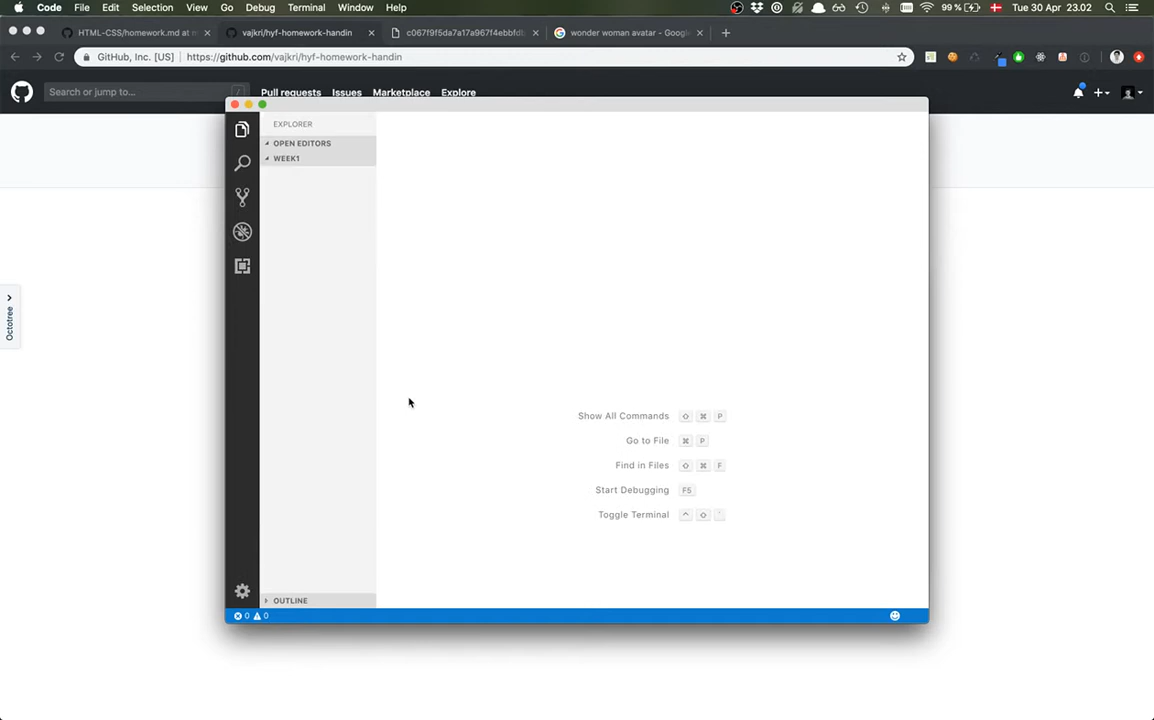 Code File Edit Selection View Go Debug Terminal Window Help 99 % Tue 30 Apr 23.02
HTML-CSS/homework.md at m × vajkri/hyf-homework-handin × c067f9f5da7a17a967f4ebbfdb × wonder woman avatar - Google ×
GitHub, Inc. [US] https://github.com/vajkri/hyf-homework-handin
Search or jump to... / Pull requests Issues Marketplace Explore
EXPLORER
OPEN EDITORS
WEEK1
Octotree
Show All Commands ⇧ ⌘ P
Go to File ⌘ P
Find in Files ⇧ ⌘ F
Start Debugging F5
Toggle Terminal ^ ⇧ `
OUTLINE
0 0